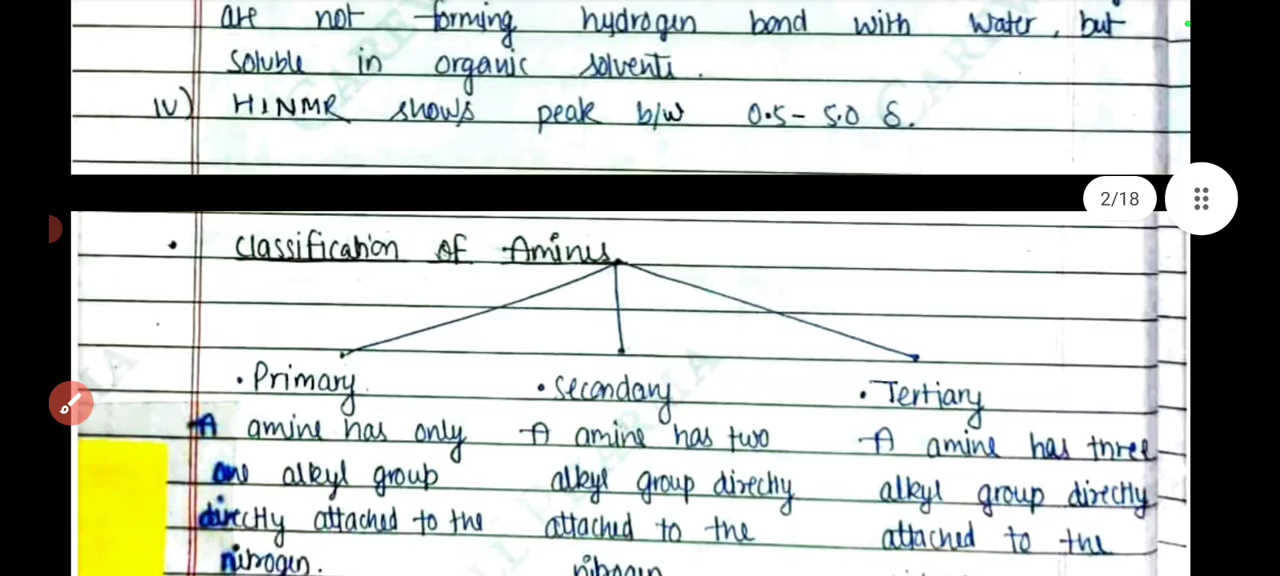 are not forming hydrogen bond with water, but
soluble in organic solvents.
IV) H1NMR shows peak b/w 0.5 - 5.0 δ.
2/18
• Classification of Amines
• Primary
• Secondary
• Tertiary
A amine has only
one alkyl group
directly attached to the
nitrogen.
A amine has two
alkyl group directly
attached to the
nitrogen
A amine has three
alkyl group directly
attached to the